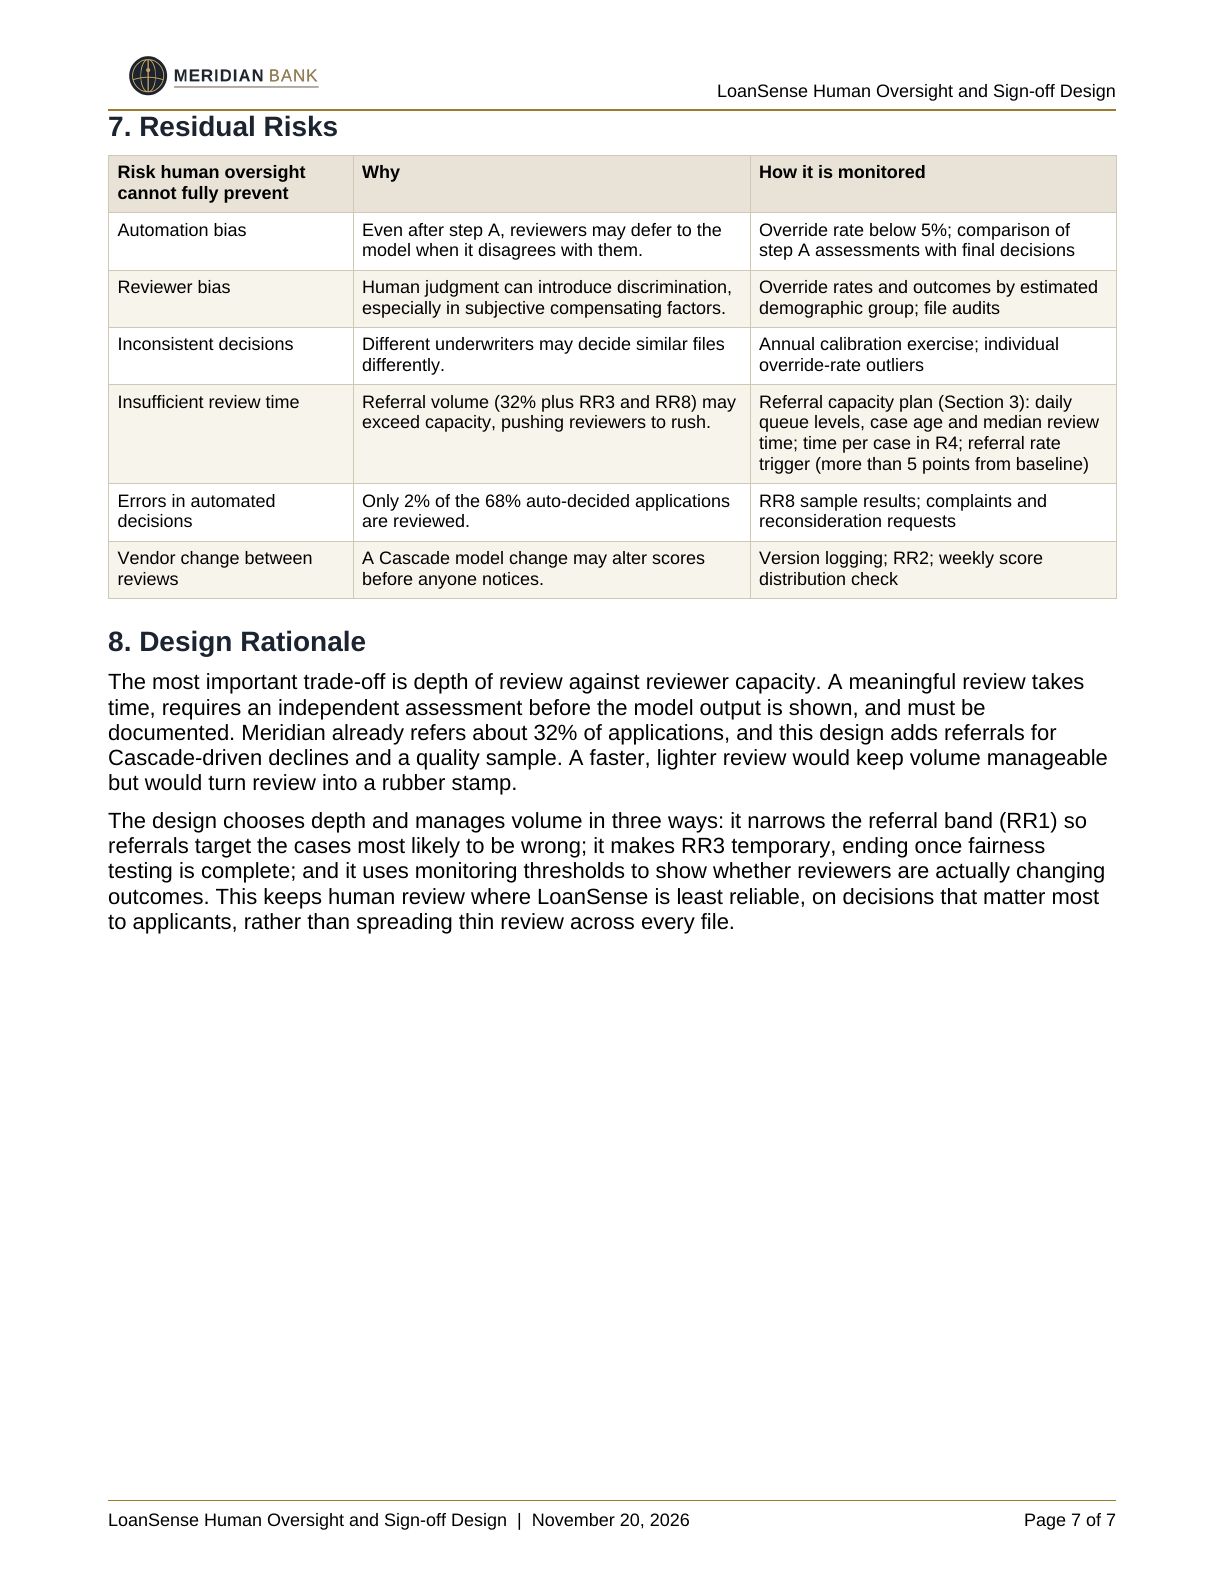 MERIDIAN BANK
LoanSense Human Oversight and Sign-off Design
7. Residual Risks
Risk human oversight
cannot fully prevent
Why
How it is monitored
Automation bias
Even after step A, reviewers may defer to the
model when it disagrees with them.
Override rate below 5%; comparison of
step A assessments with final decisions
Reviewer bias
Human judgment can introduce discrimination,
especially in subjective compensating factors.
Override rates and outcomes by estimated
demographic group; file audits
Inconsistent decisions
Different underwriters may decide similar files
differently.
Annual calibration exercise; individual
override-rate outliers
Insufficient review time
Referral volume (32% plus RR3 and RR8) may
exceed capacity, pushing reviewers to rush.
Referral capacity plan (Section 3): daily
queue levels, case age and median review
time; time per case in R4; referral rate
trigger (more than 5 points from baseline)
Errors in automated
decisions
Only 2% of the 68% auto-decided applications
are reviewed.
RR8 sample results; complaints and
reconsideration requests
Vendor change between
reviews
A Cascade model change may alter scores
before anyone notices.
Version logging; RR2; weekly score
distribution check
8. Design Rationale
The most important trade-off is depth of review against reviewer capacity. A meaningful review takes
time, requires an independent assessment before the model output is shown, and must be
documented. Meridian already refers about 32% of applications, and this design adds referrals for
Cascade-driven declines and a quality sample. A faster, lighter review would keep volume manageable
but would turn review into a rubber stamp.
The design chooses depth and manages volume in three ways: it narrows the referral band (RR1) so
referrals target the cases most likely to be wrong; it makes RR3 temporary, ending once fairness
testing is complete; and it uses monitoring thresholds to show whether reviewers are actually changing
outcomes. This keeps human review where LoanSense is least reliable, on decisions that matter most
to applicants, rather than spreading thin review across every file.
LoanSense Human Oversight and Sign-off Design | November 20, 2026
Page 7 of 7